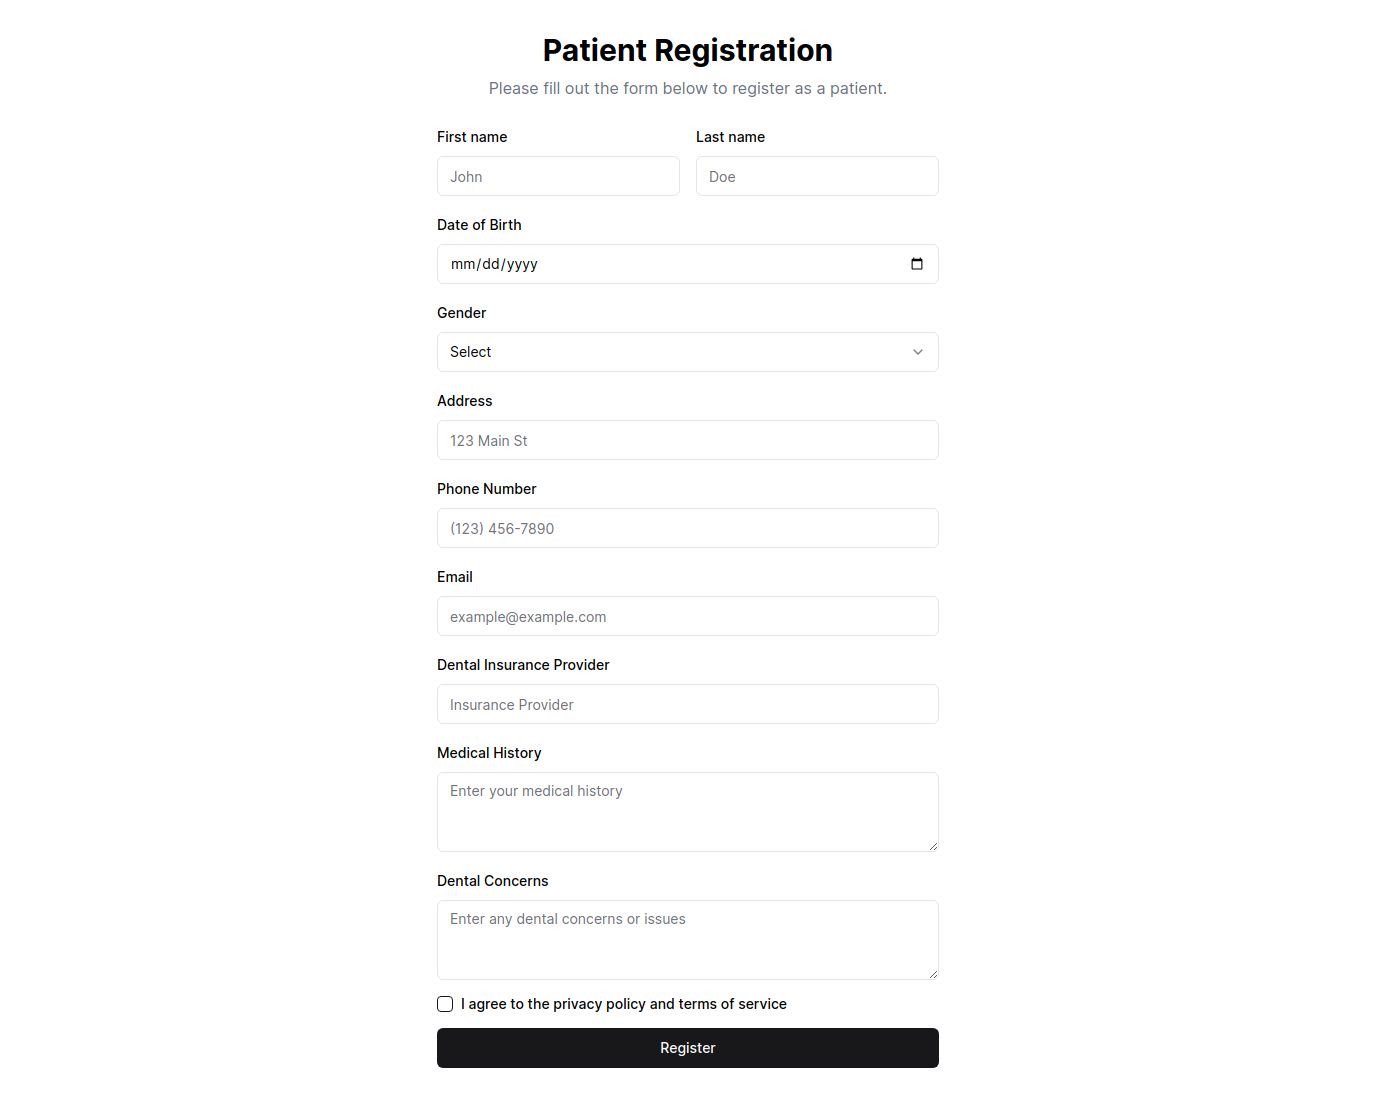 Patient Registration
Please fill out the form below to register as a patient.
First name
Last name
John
Doe
Date of Birth
mm/dd/yyyy
Gender
Select
Address
123 Main St
Phone Number
(123) 456-7890
Email
example@example.com
Dental Insurance Provider
Insurance Provider
Medical History
Enter your medical history
Dental Concerns
Enter any dental concerns or issues
I agree to the privacy policy and terms of service
Register